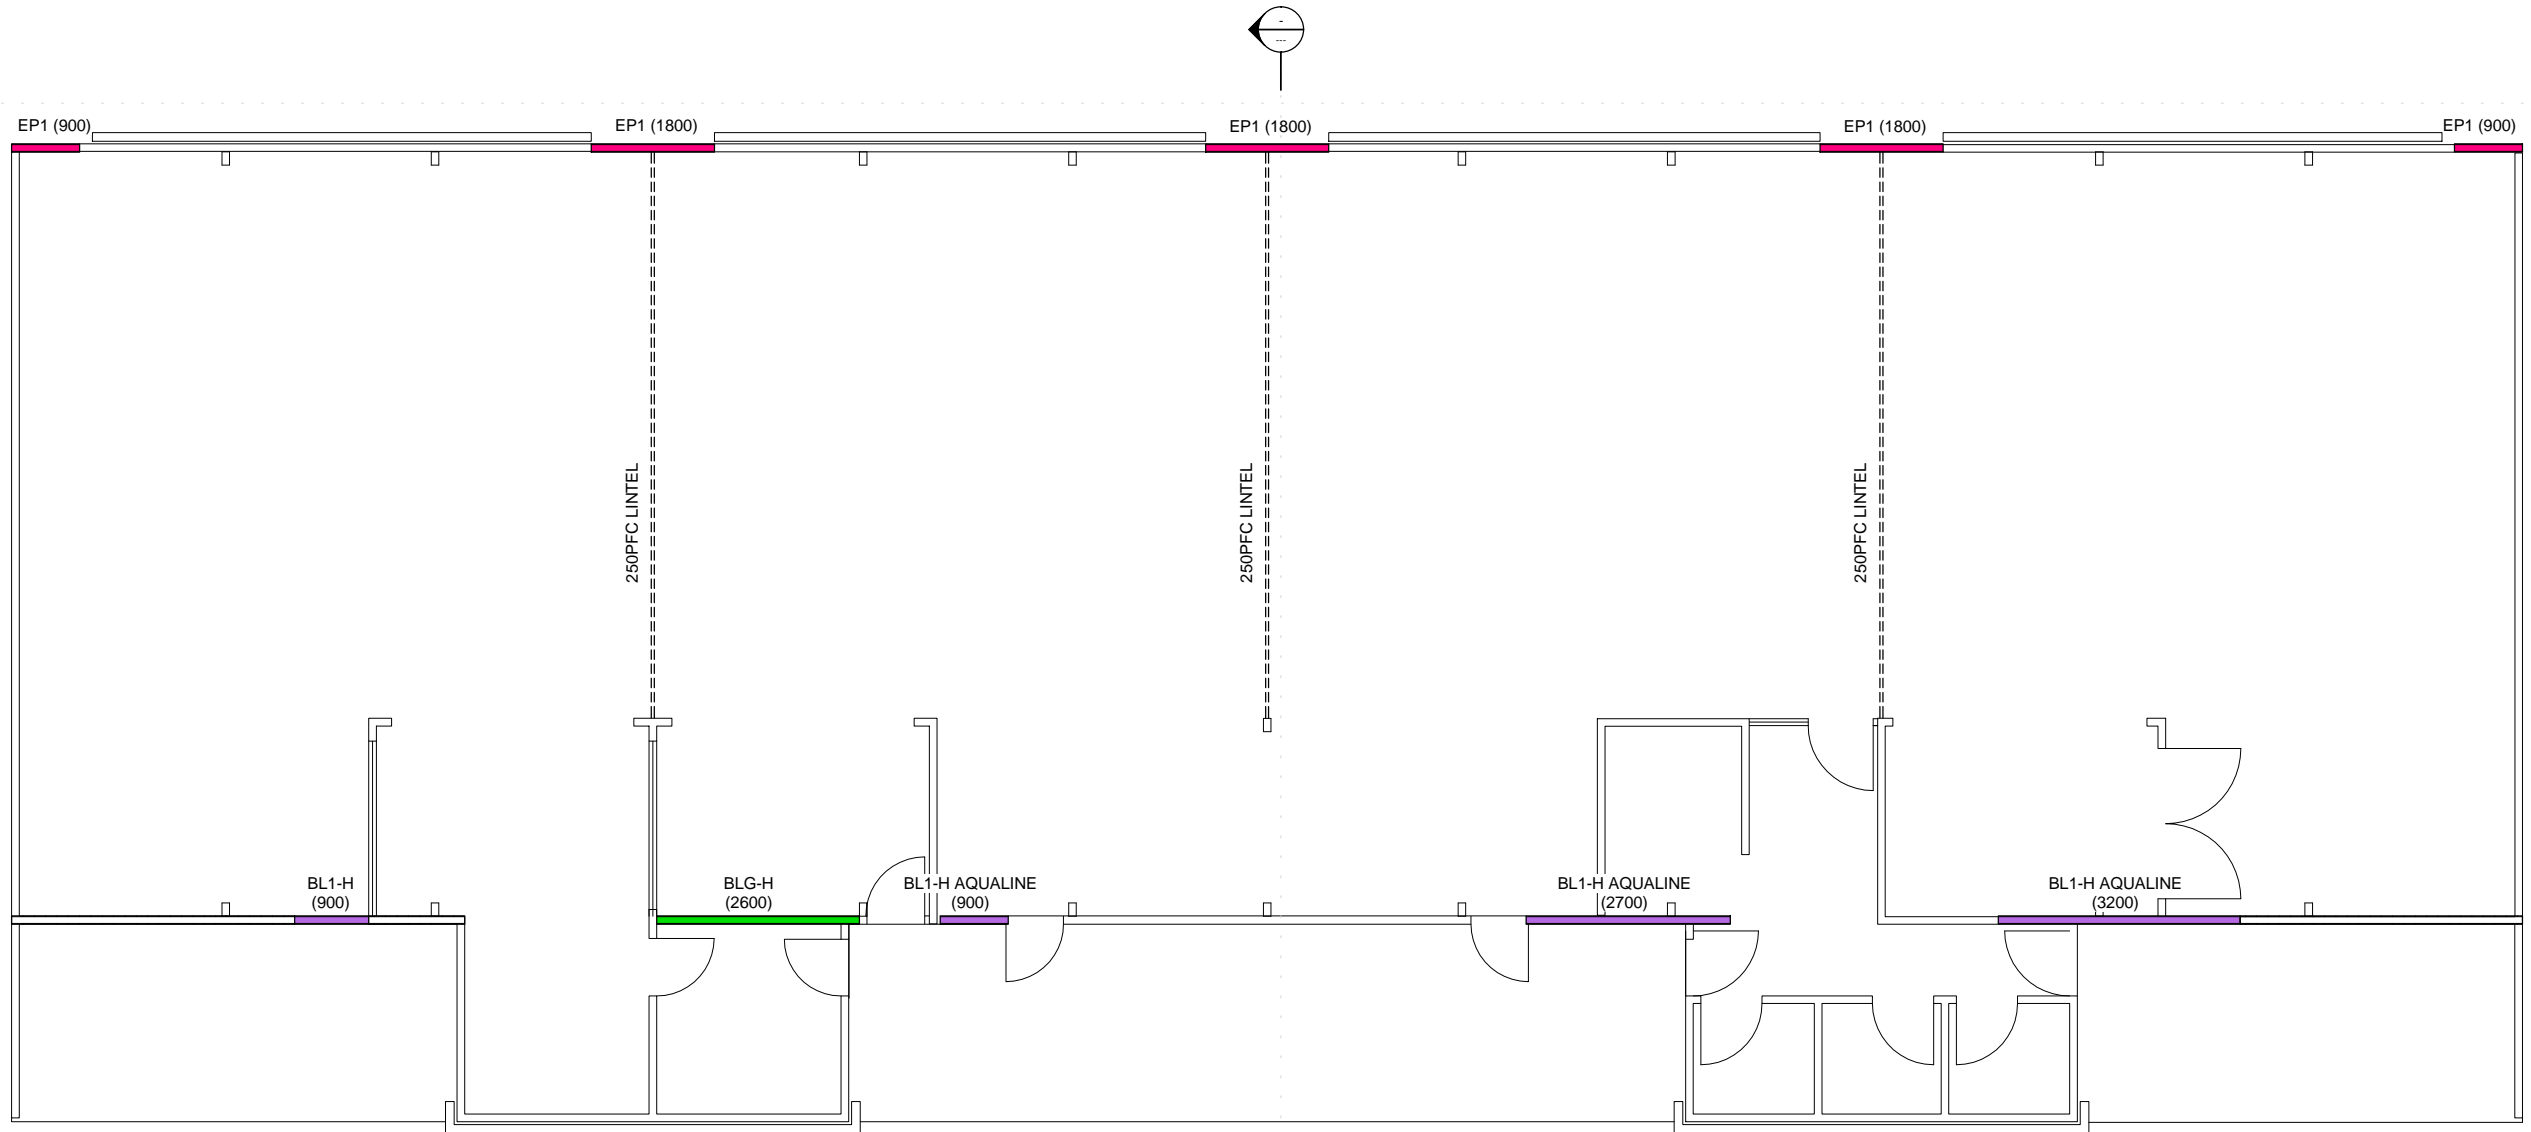 -
---
EP1 (900)
EP1 (1800)
EP1 (1800)
EP1 (1800)
EP1 (900)
250PFC LINTEL
250PFC LINTEL
250PFC LINTEL
BL1-H
(900)
BLG-H
(2600)
BL1-H AQUALINE
(900)
BL1-H AQUALINE
(2700)
BL1-H AQUALINE
(3200)